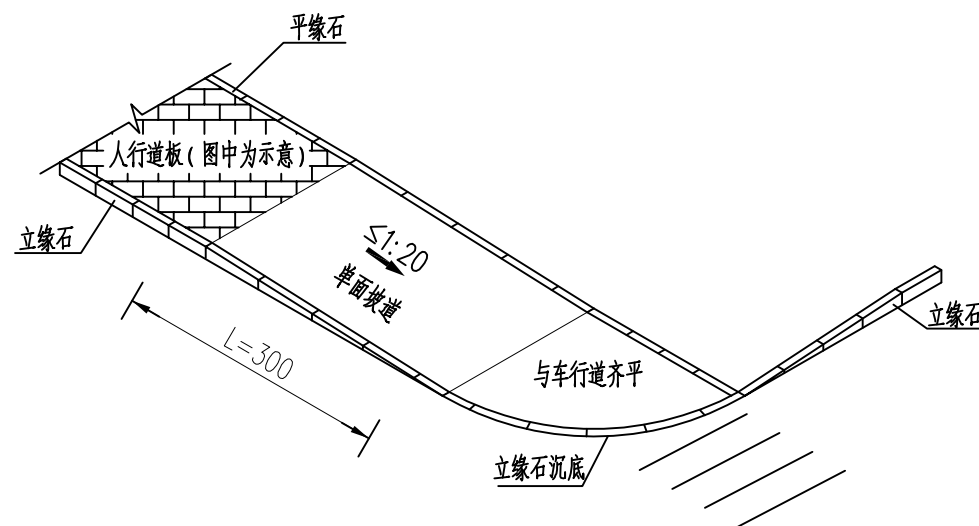 平缘石
人行道板(图中为示意)
立缘石
≤1:20
单面坡道
立缘石
L=300
与车行道齐平
立缘石沉底